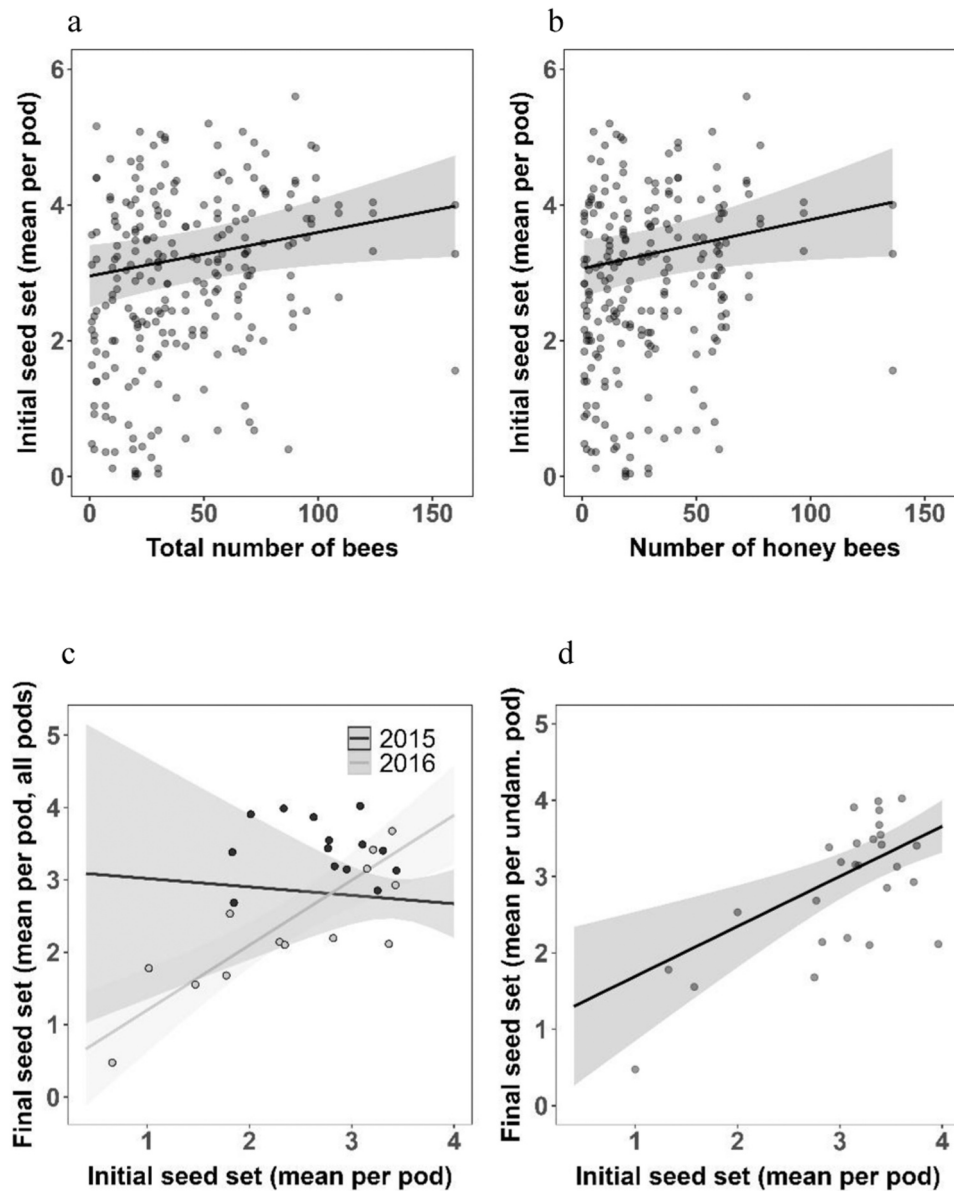 a
b
Initial seed set (mean per pod)
6
4
2
0
0 50 100 150
Total number of bees
Initial seed set (mean per pod)
6
4
2
0
0 50 100 150
Number of honey bees
c
d
Final seed set (mean per pod, all pods)
5
4
3
2
1
0
2015
2016
1 2 3 4
Initial seed set (mean per pod)
Final seed set (mean per undam. pod)
5
4
3
2
1
0
1 2 3 4
Initial seed set (mean per pod)